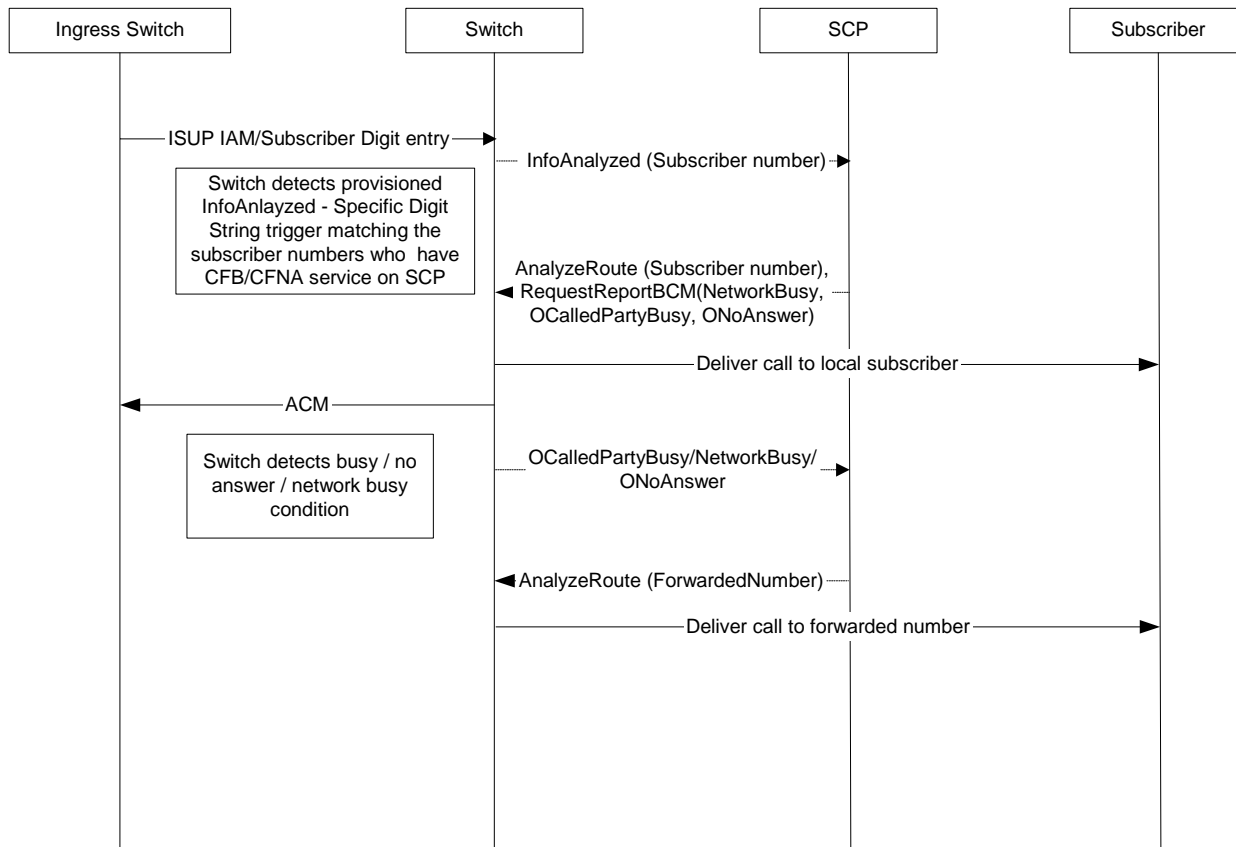 Ingress Switch
Switch
SCP
Subscriber
ISUP IAM/Subscriber Digit entry
InfoAnalyzed (Subscriber number)
Switch detects provisioned
InfoAnlayzed - Specific Digit
String trigger matching the
subscriber numbers who have
CFB/CFNA service on SCP
AnalyzeRoute (Subscriber number),
RequestReportBCM(NetworkBusy,
OCalledPartyBusy, ONoAnswer)
Deliver call to local subscriber
ACM
Switch detects busy / no
answer / network busy
condition
OCalledPartyBusy/NetworkBusy/
ONoAnswer
AnalyzeRoute (ForwardedNumber)
Deliver call to forwarded number